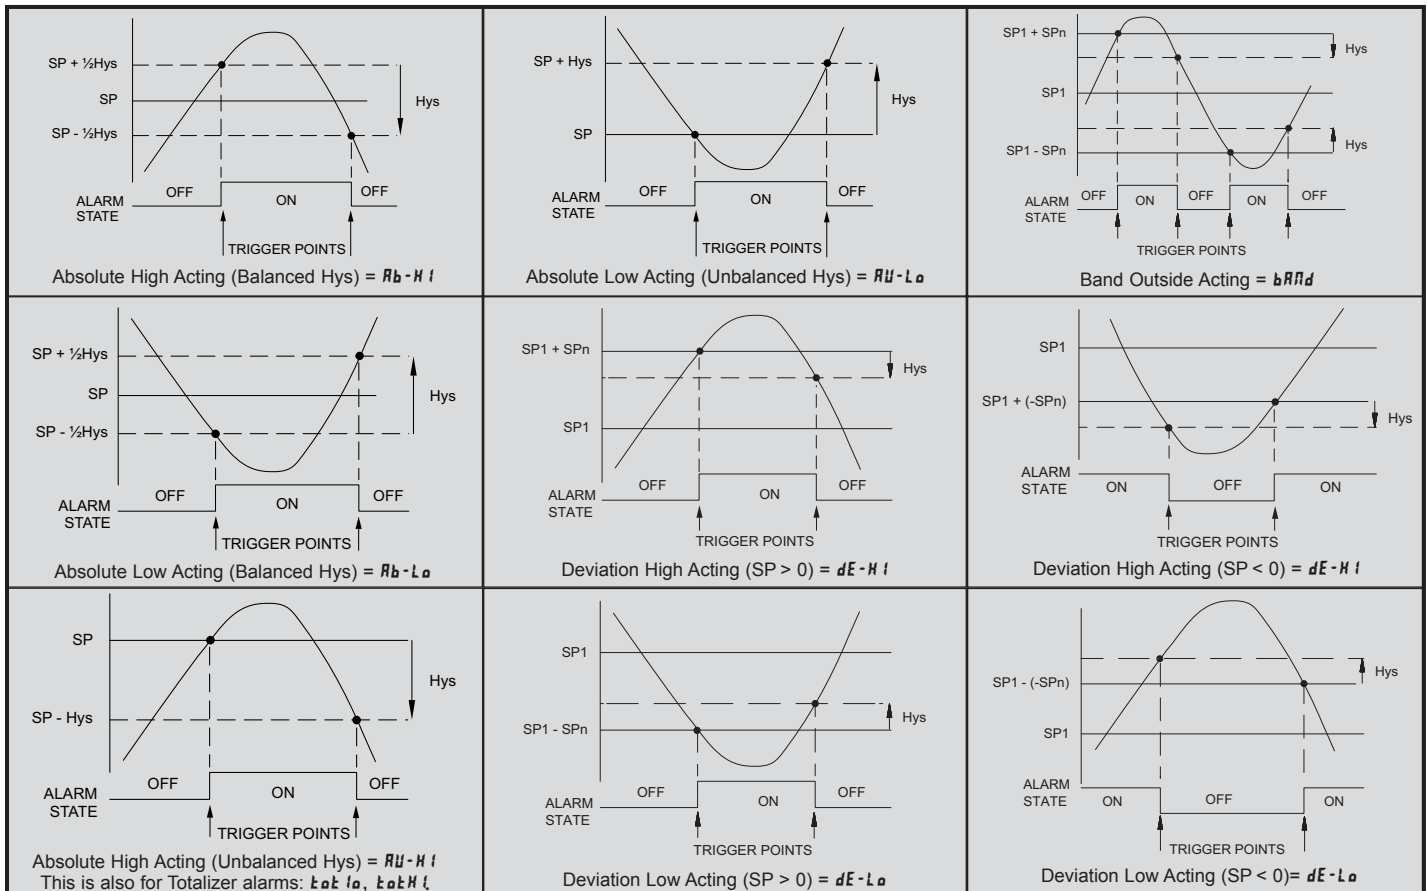 SP + ½Hys
SP
SP - ½Hys
Hys
OFF
ON
OFF
ALARM
STATE
TRIGGER POINTS
Absolute High Acting (Balanced Hys) = Ab-HI
SP + Hys
SP
Hys
OFF
ON
OFF
ALARM
STATE
TRIGGER POINTS
Absolute Low Acting (Unbalanced Hys) = AU-Lo
SP1 + SPn
SP1
SP1 - SPn
Hys
Hys
OFF
ON
OFF
ON
OFF
ALARM
STATE
TRIGGER POINTS
Band Outside Acting = bANd
SP + ½Hys
SP
SP - ½Hys
Hys
OFF
ON
OFF
ALARM
STATE
TRIGGER POINTS
Absolute Low Acting (Balanced Hys) = Ab-Lo
SP1 + SPn
SP1
Hys
OFF
ON
OFF
ALARM
STATE
TRIGGER POINTS
Deviation High Acting (SP > 0) = dE-HI
SP1
SP1 + (-SPn)
Hys
ALARM
STATE
ON
OFF
ON
TRIGGER POINTS
Deviation High Acting (SP < 0) = dE-HI
SP
SP - Hys
Hys
OFF
ON
OFF
ALARM
STATE
TRIGGER POINTS
Absolute High Acting (Unbalanced Hys) = AU-HI
This is also for Totalizer alarms: totLo, totHI.
SP1
SP1 - SPn
Hys
OFF
ON
OFF
ALARM
STATE
TRIGGER POINTS
Deviation Low Acting (SP > 0) = dE-Lo
SP1 - (-SPn)
SP1
Hys
ALARM
STATE
ON
OFF
ON
TRIGGER POINTS
Deviation Low Acting (SP < 0)= dE-Lo